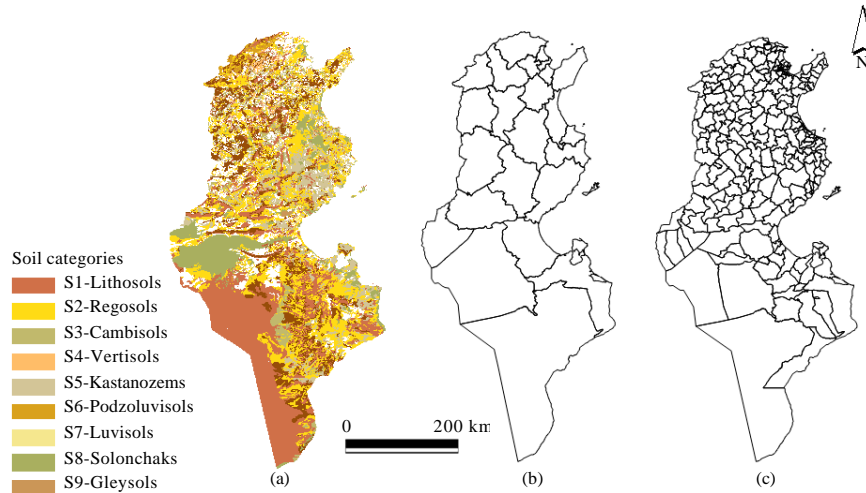 N
Soil categories
S1-Lithosols
S2-Regosols
S3-Cambisols
S4-Vertisols
S5-Kastanozems
S6-Podzoluvisols
S7-Luvisols
S8-Solonchaks
S9-Gleysols
0 200 km
(a) (b) (c)